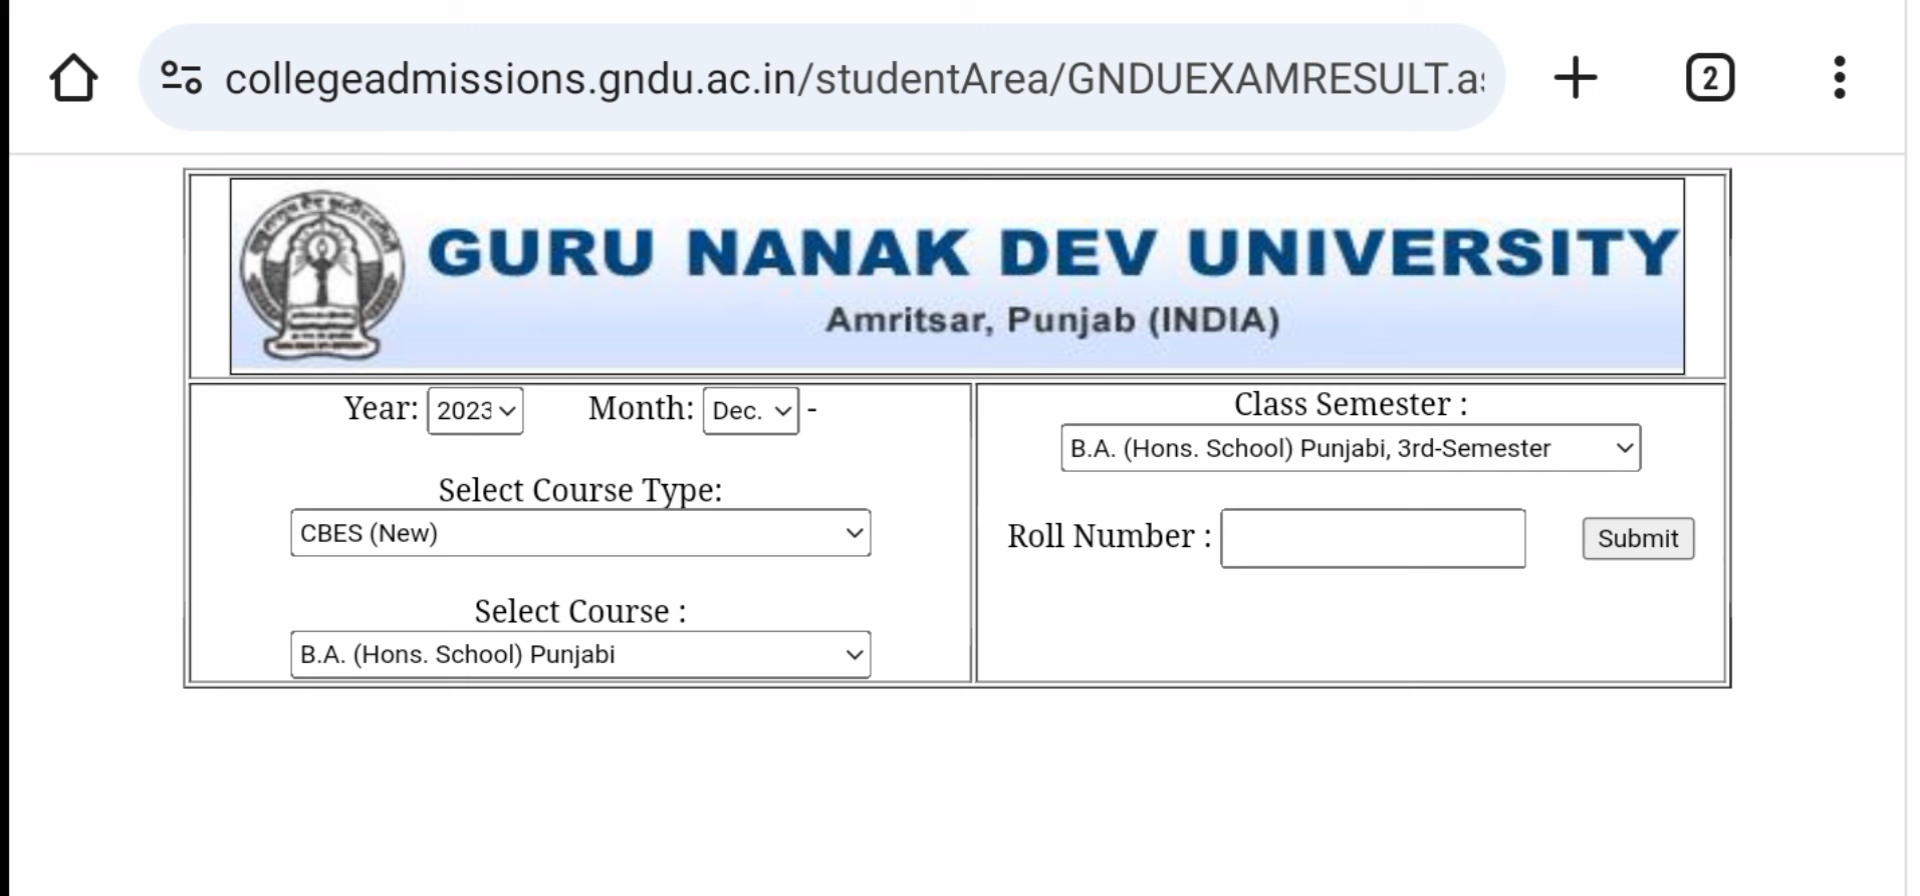 collegeadmissions.gndu.ac.in/studentArea/GNDUEXAMRESULT.as
2
GURU NANAK DEV UNIVERSITY
Amritsar, Punjab (INDIA)
Year: 2023 Month: Dec. -
Select Course Type:
CBES (New)
Select Course :
B.A. (Hons. School) Punjabi
Class Semester :
B.A. (Hons. School) Punjabi, 3rd-Semester
Roll Number : Submit